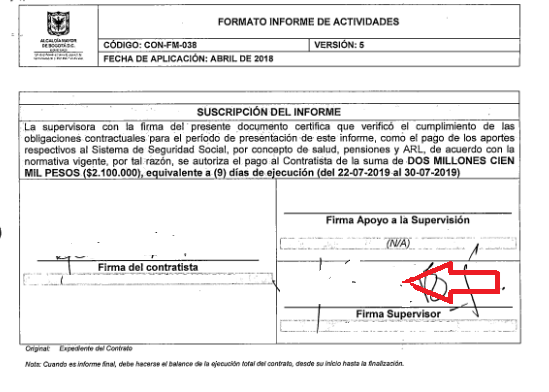 FORMATO INFORME DE ACTIVIDADES
ALCALDÍA MAYOR
DE BOGOTÁ D.C.
CÓDIGO: CON-FM-038
VERSIÓN: 5
FECHA DE APLICACIÓN: ABRIL DE 2018
SUSCRIPCIÓN DEL INFORME
La supervisora con la firma del presente documento certifica que verificó el cumplimiento de las
obligaciones contractuales para el período de presentación de este informe, como el pago de los aportes
respectivos al Sistema de Seguridad Social, por concepto de salud, pensiones y ARL, de acuerdo con la
normativa vigente, por tal razón, se autoriza el pago al Contratista de la suma de DOS MILLONES CIEN
MIL PESOS ($2.100.000), equivalente a (9) días de ejecución (del 22-07-2019 al 30-07-2019)
Firma Apoyo a la Supervisión
(N/A)
Firma del contratista
Firma Supervisor
Original: Expediente del Contrato
Nota: Cuando es informe final, debe hacerse el balance de la ejecución total del contrato, desde su inicio hasta la finalización.